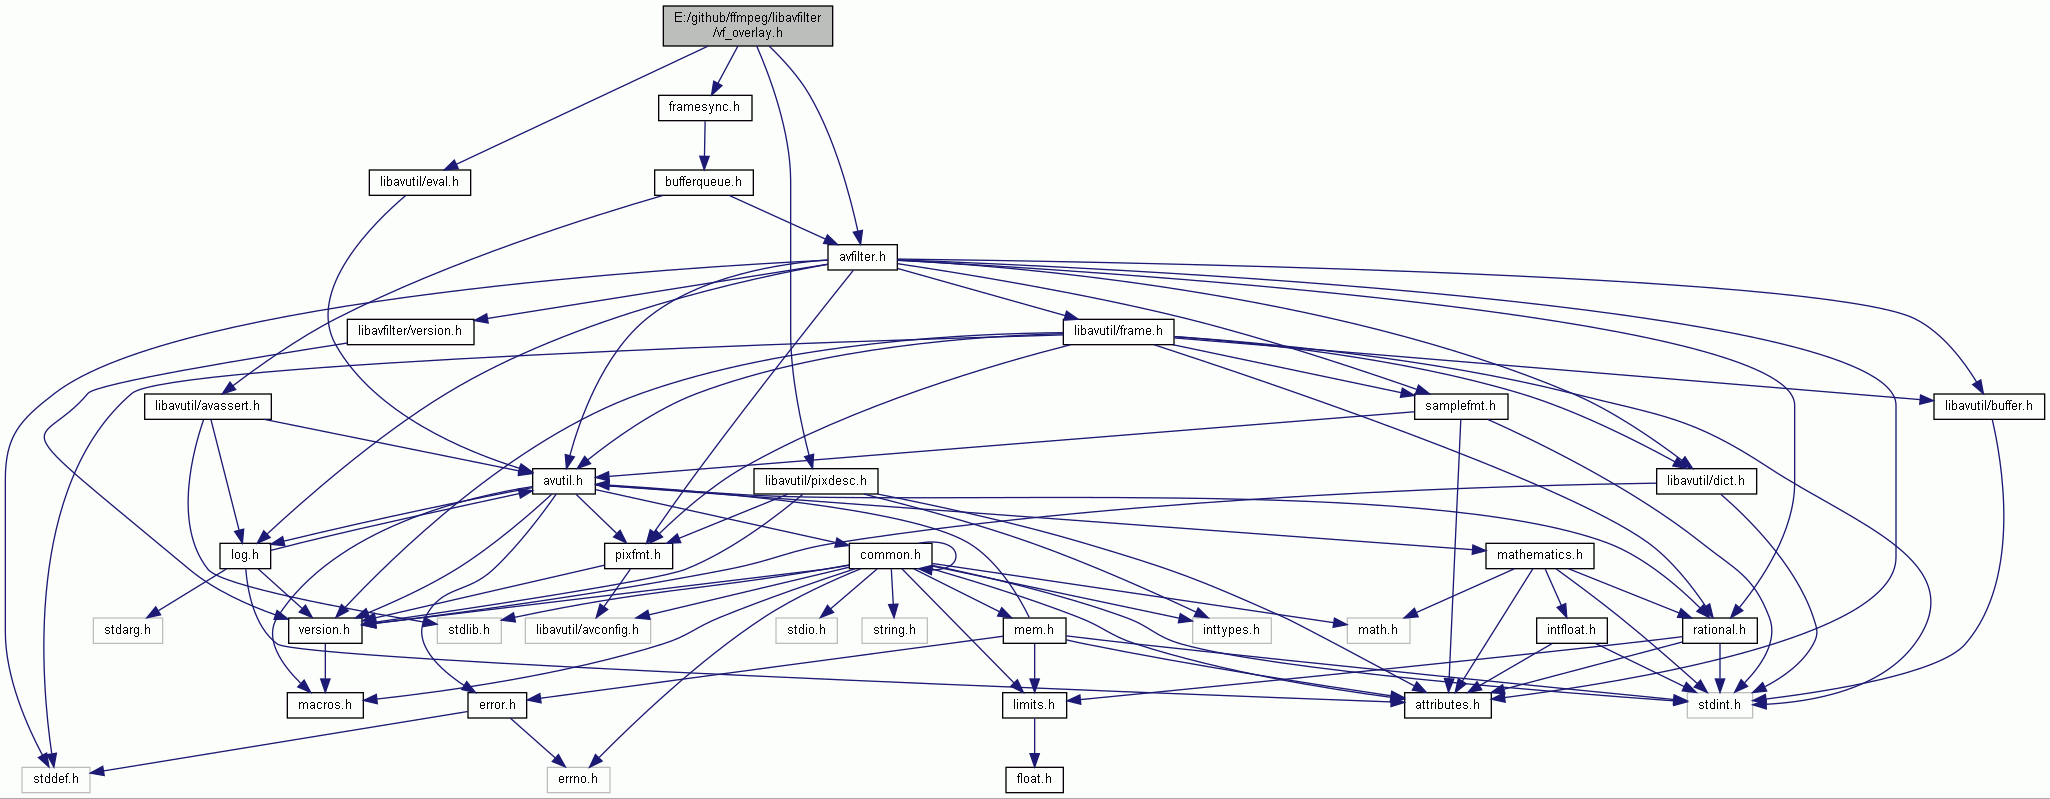 E:/github/ffmpeg/libavfilter
/vf_overlay.h
framesync.h
libavutil/eval.h
bufferqueue.h
avfilter.h
libavfilter/version.h
libavutil/frame.h
libavutil/avassert.h
samplefmt.h
libavutil/buffer.h
avutil.h
libavutil/pixdesc.h
libavutil/dict.h
log.h
pixfmt.h
common.h
mathematics.h
stdarg.h
version.h
stdlib.h
libavutil/avconfig.h
stdio.h
string.h
mem.h
inttypes.h
math.h
intfloat.h
rational.h
macros.h
error.h
limits.h
attributes.h
stdint.h
stddef.h
errno.h
float.h